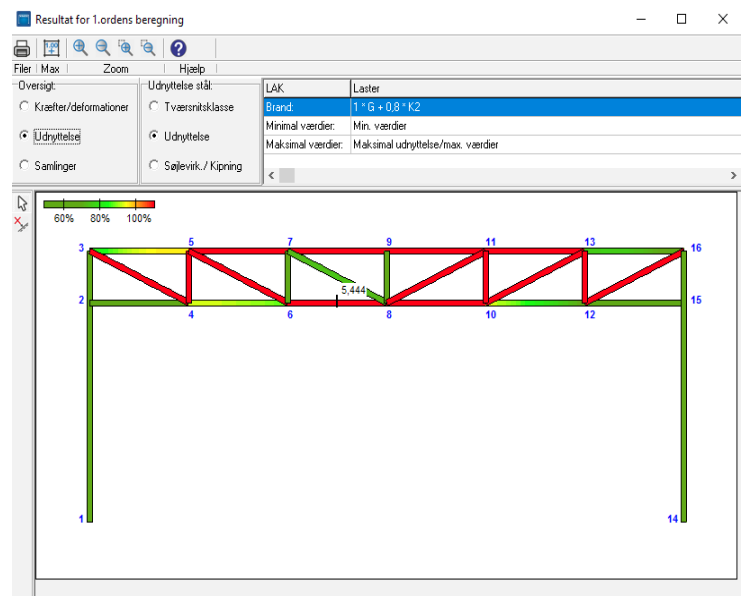 Resultat for 1.ordens beregning
1,00
Filer Max Zoom Hjælp
Oversigt:
Kræfter/deformationer
Udnyttelse
Samlinger
Udnyttelse stål:
Tværsnitsklasse
Udnyttelse
Søjlevirk./ Kipning
LAK Laster
Brand: 1 * G + 0,8 * K2
Minimal værdier: Min. værdier
Maksimal værdier: Maksimal udnyttelse/max. værdier
60% 80% 100%
3 5 7 9 11 13 16
5,444
2 15
4 6 8 10 12
1 14